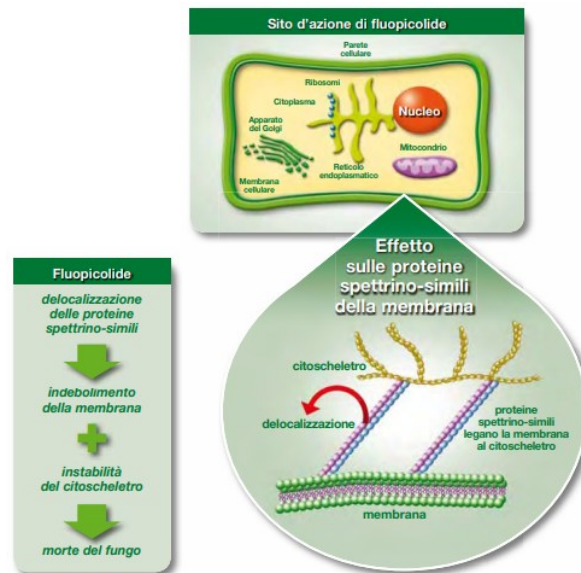 Sito d'azione di fluopicolide
Parete
cellulare
Ribosomi
Citoplasma
Nucleo
Apparato
del Golgi
Mitocondrio
Reticolo
endoplasmatico
Membrana
cellulare
Effetto
sulle proteine
spettrino-simili
della membrana
citoscheletro
delocalizzazione
proteine
spettrino-simili
legano la membrana
al citoscheletro
membrana
Fluopicolide
delocalizzazione
delle proteine
spettrino-simili
indebolimento
della membrana
instabilità
del citoscheletro
morte del fungo